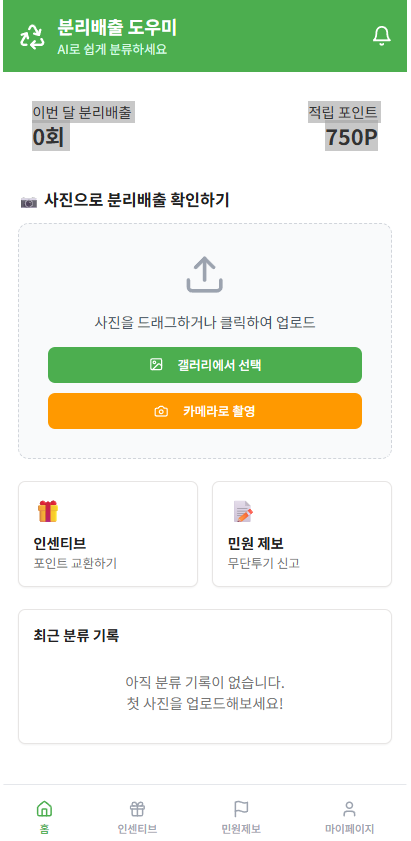 분리배출 도우미
AI로 쉽게 분류하세요
이번 달 분리배출
적립 포인트
0회
750P
사진으로 분리배출 확인하기
사진을 드래그하거나 클릭하여 업로드
갤러리에서 선택
카메라로 촬영
인센티브
포인트 교환하기
민원 제보
무단투기 신고
최근 분류 기록
아직 분류 기록이 없습니다.
첫 사진을 업로드해보세요!
홈
인센티브
민원제보
마이페이지